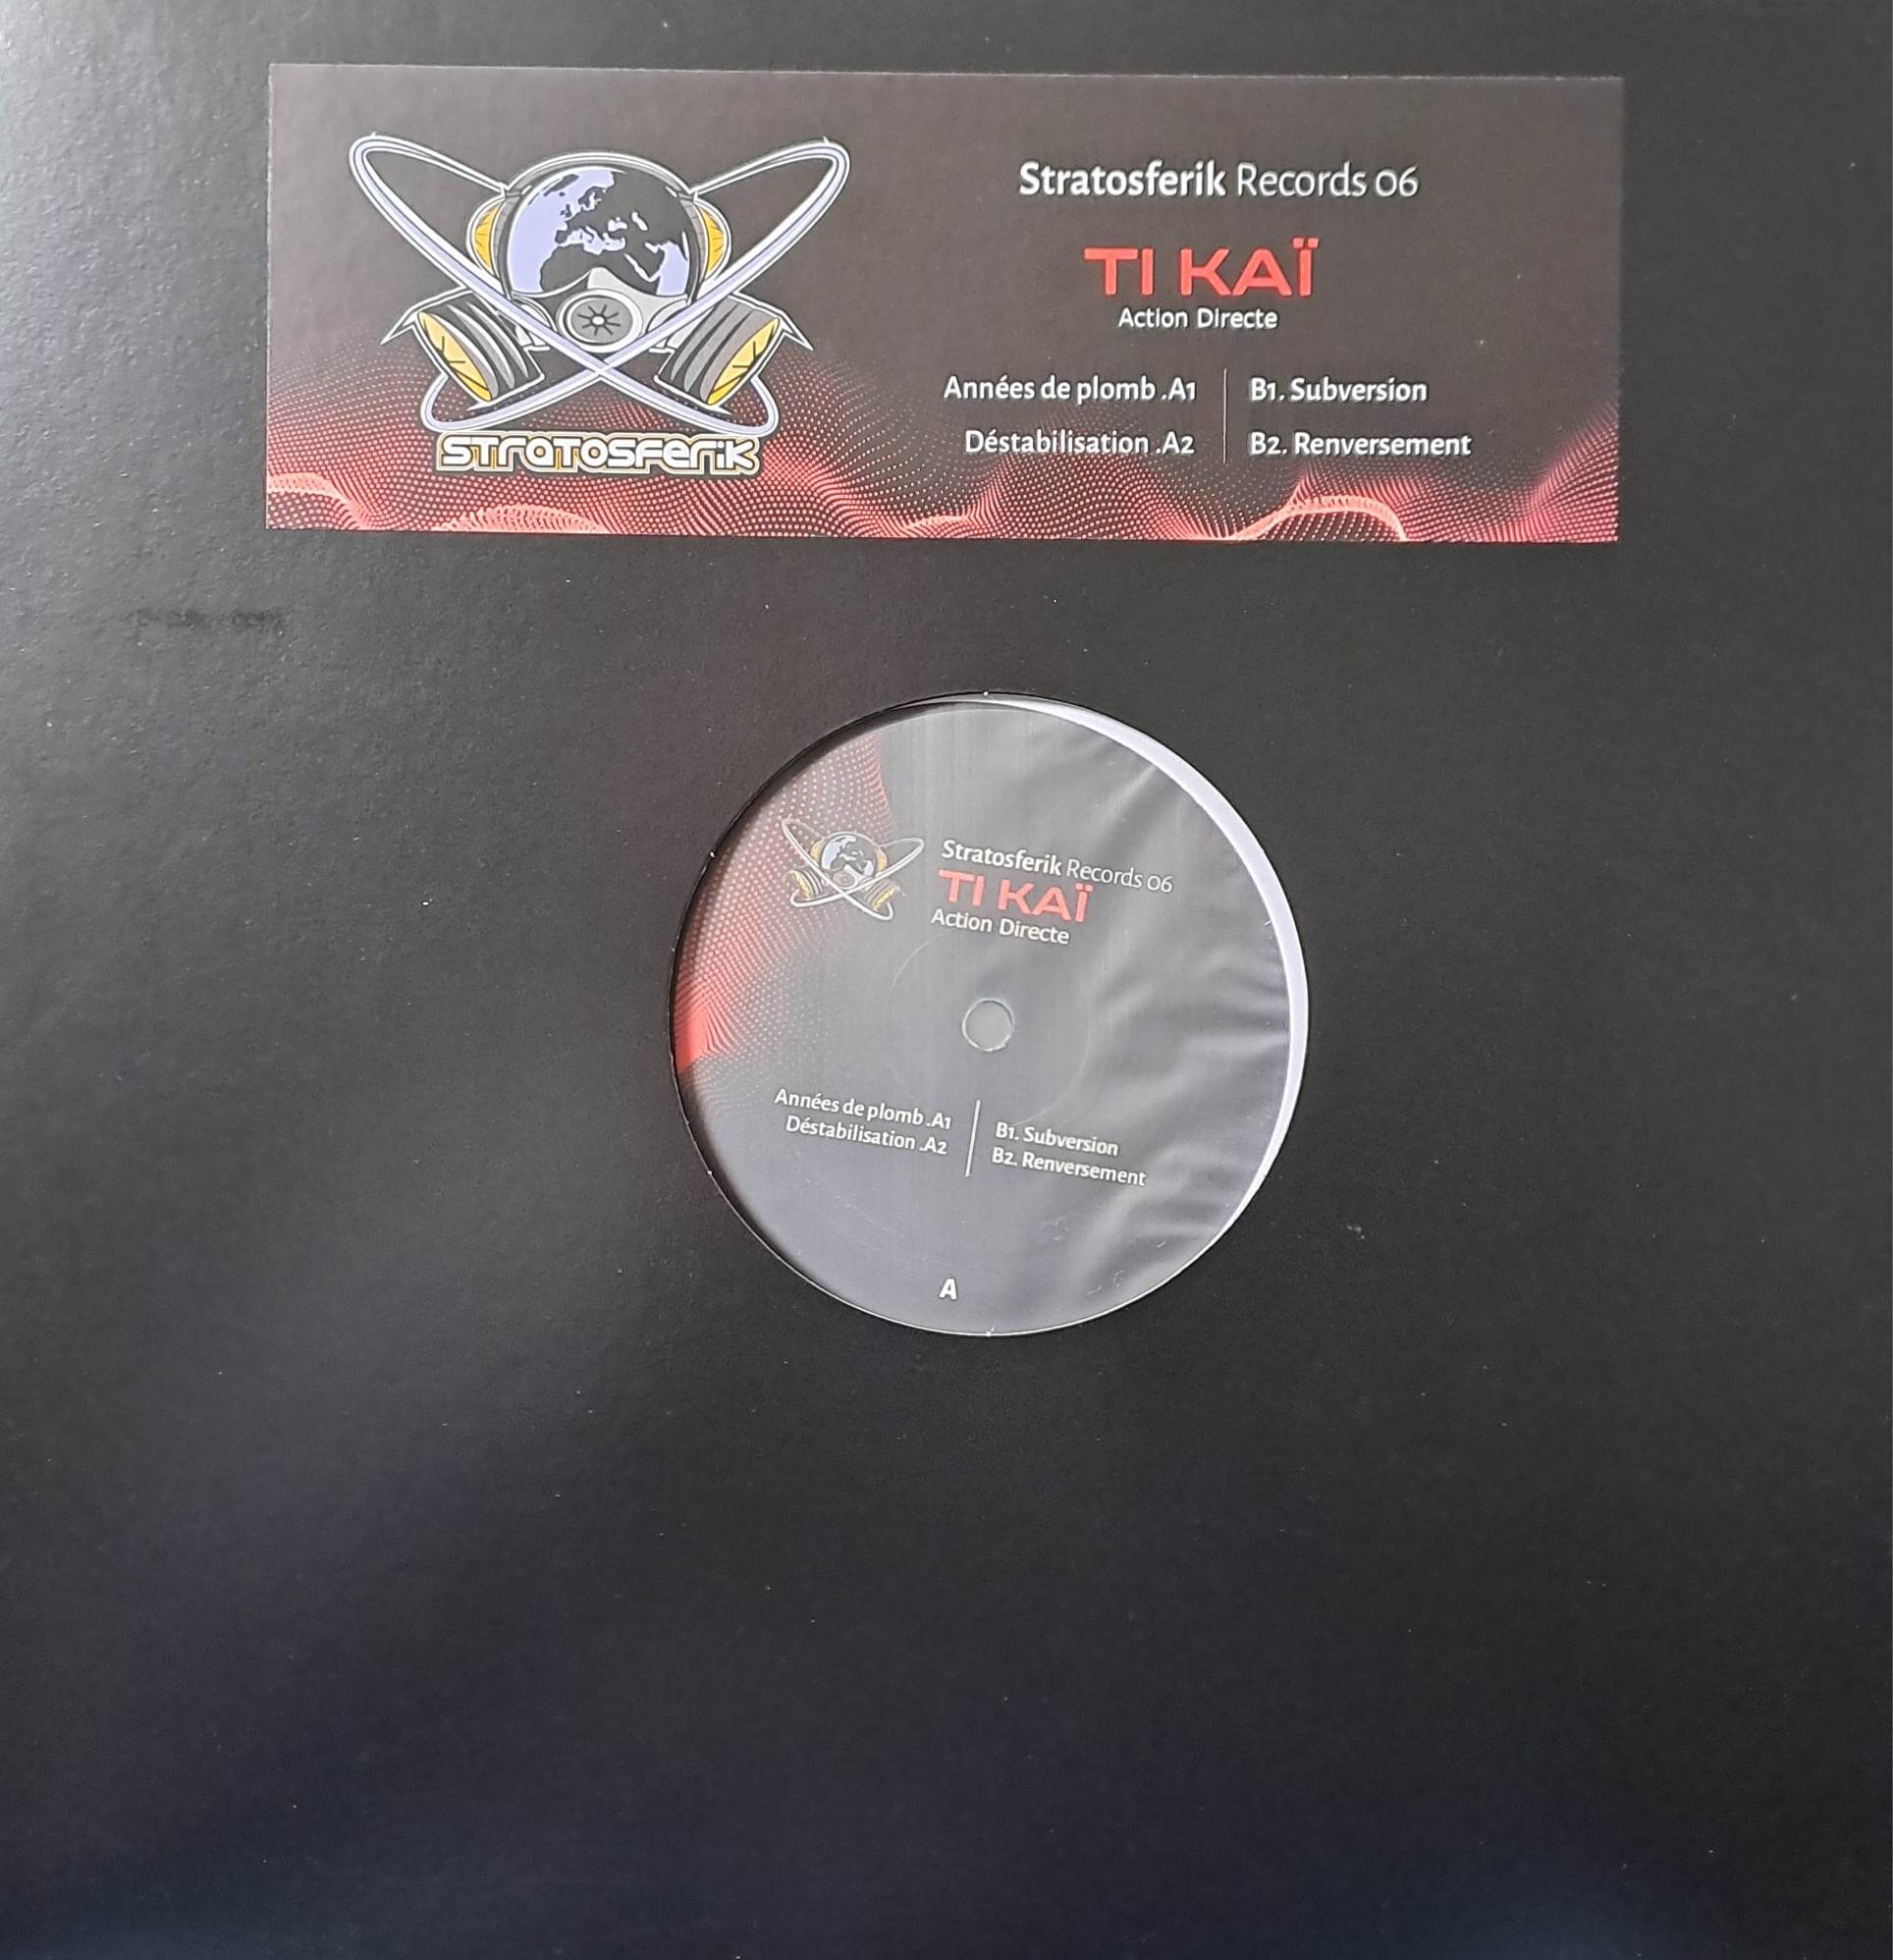 Stratosferik Records 06
TI KAÏ
Action Directe
Années de plomb .A1
Déstabilisation .A2
B1. Subversion
B2. Renversement
STRATOSFERIK
Stratosferik Records 06
TI KAÏ
Action Directe
Années de plomb .A1
Déstabilisation .A2
B1. Subversion
B2. Renversement
A